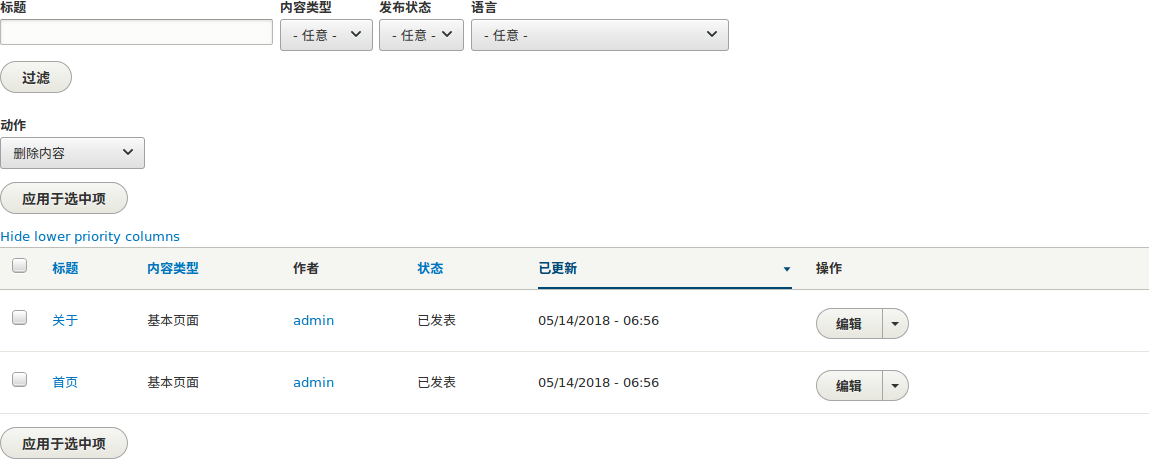 标题 内容类型 发布状态 语言
- 任意 - - 任意 - - 任意 -
过滤
动作
删除内容
应用于选中项
Hide lower priority columns
标题 内容类型 作者 状态 已更新 操作
关于 基本页面 admin 已发表 05/14/2018 - 06:56 编辑
首页 基本页面 admin 已发表 05/14/2018 - 06:56 编辑
应用于选中项